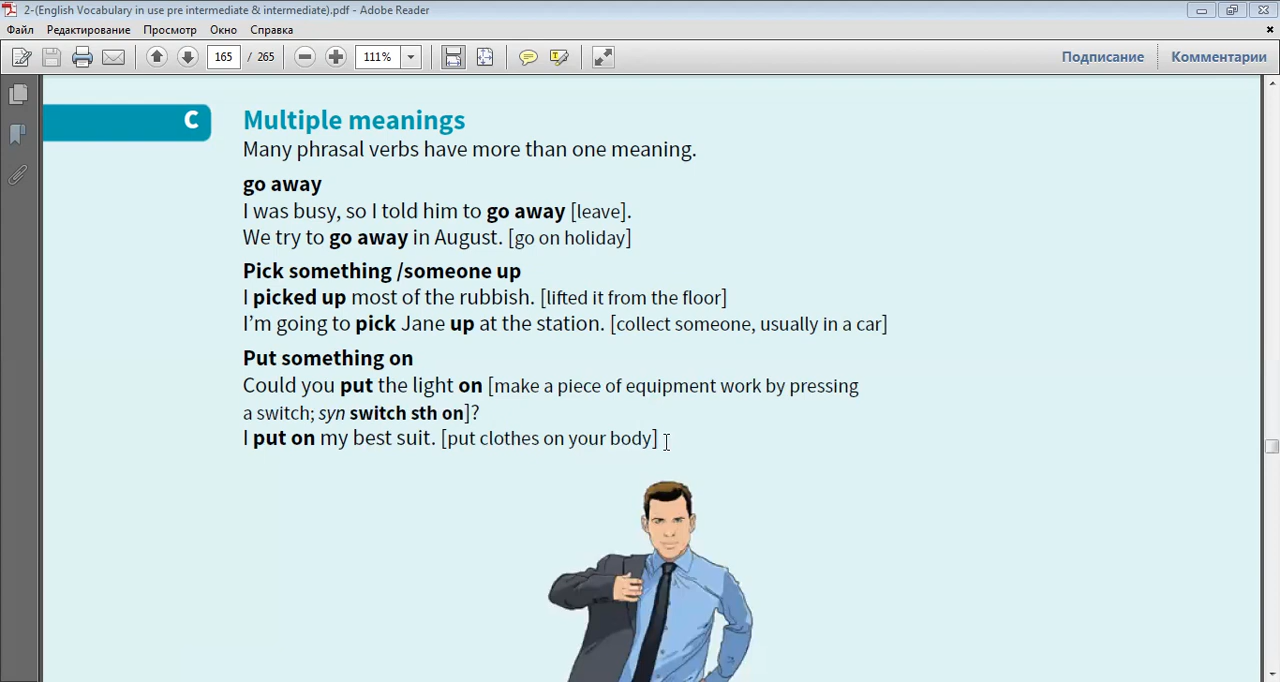 2-(English Vocabulary in use pre intermediate & intermediate).pdf - Adobe Reader
Файл Редактирование Просмотр Окно Справка
165 / 265 111% Подписание Комментарии
C Multiple meanings
Many phrasal verbs have more than one meaning.
go away
I was busy, so I told him to go away [leave].
We try to go away in August. [go on holiday]
Pick something /someone up
I picked up most of the rubbish. [lifted it from the floor]
I'm going to pick Jane up at the station. [collect someone, usually in a car]
Put something on
Could you put the light on [make a piece of equipment work by pressing
a switch; syn switch sth on]?
I put on my best suit. [put clothes on your body]